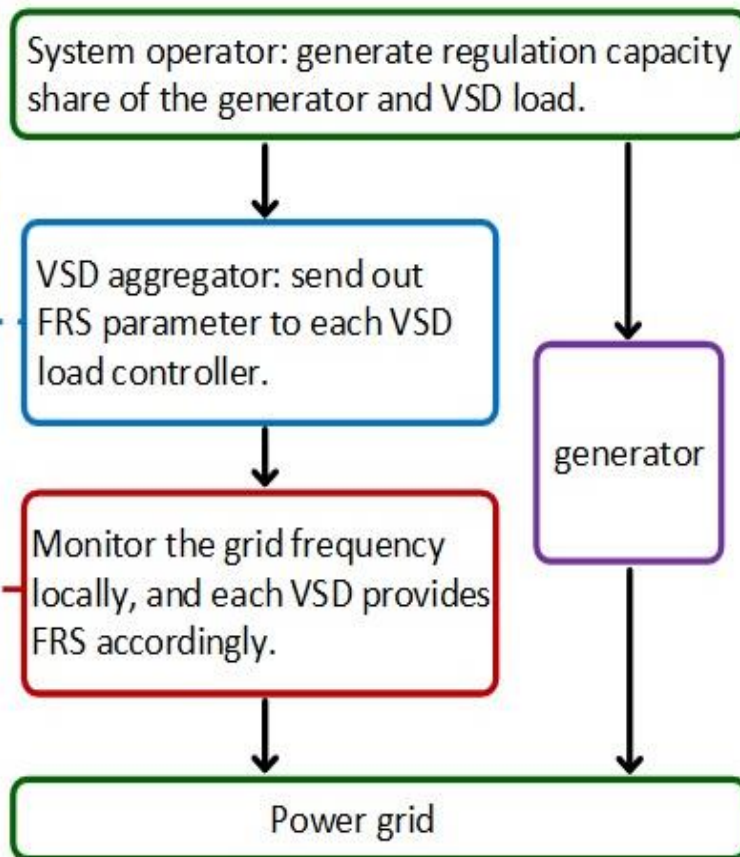 System operator: generate regulation capacity
share of the generator and VSD load.
VSD aggregator: send out
FRS parameter to each VSD
load controller.
generator
Monitor the grid frequency
locally, and each VSD provides
FRS accordingly.
Power grid